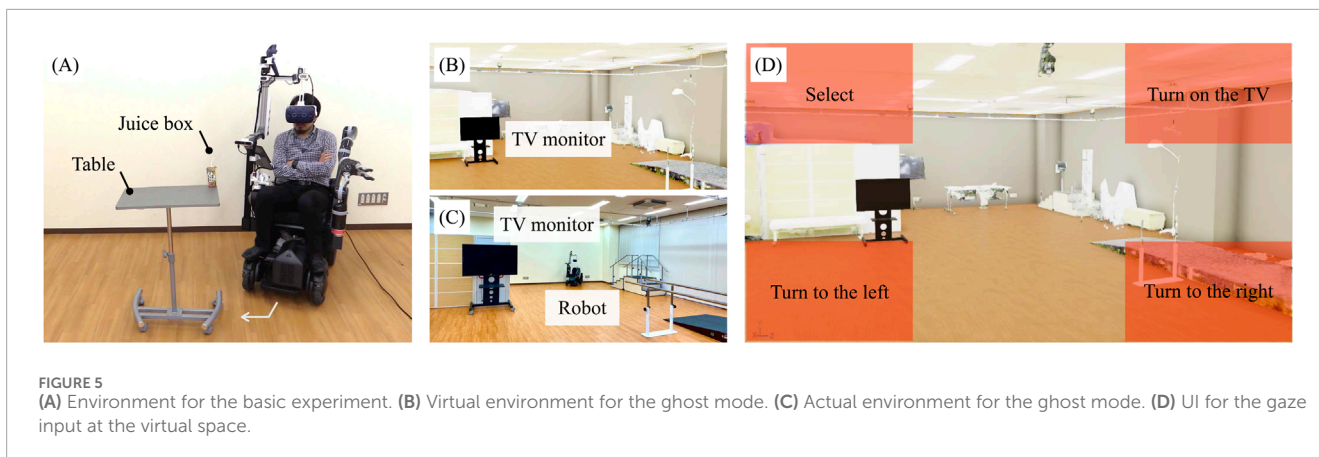 (A)
Juice box
Table
(B)
TV monitor
(C)
TV monitor
Robot
(D)
Select
Turn on the TV
Turn to the left
Turn to the right
FIGURE 5
(A) Environment for the basic experiment. (B) Virtual environment for the ghost mode. (C) Actual environment for the ghost mode. (D) UI for the gaze
input at the virtual space.